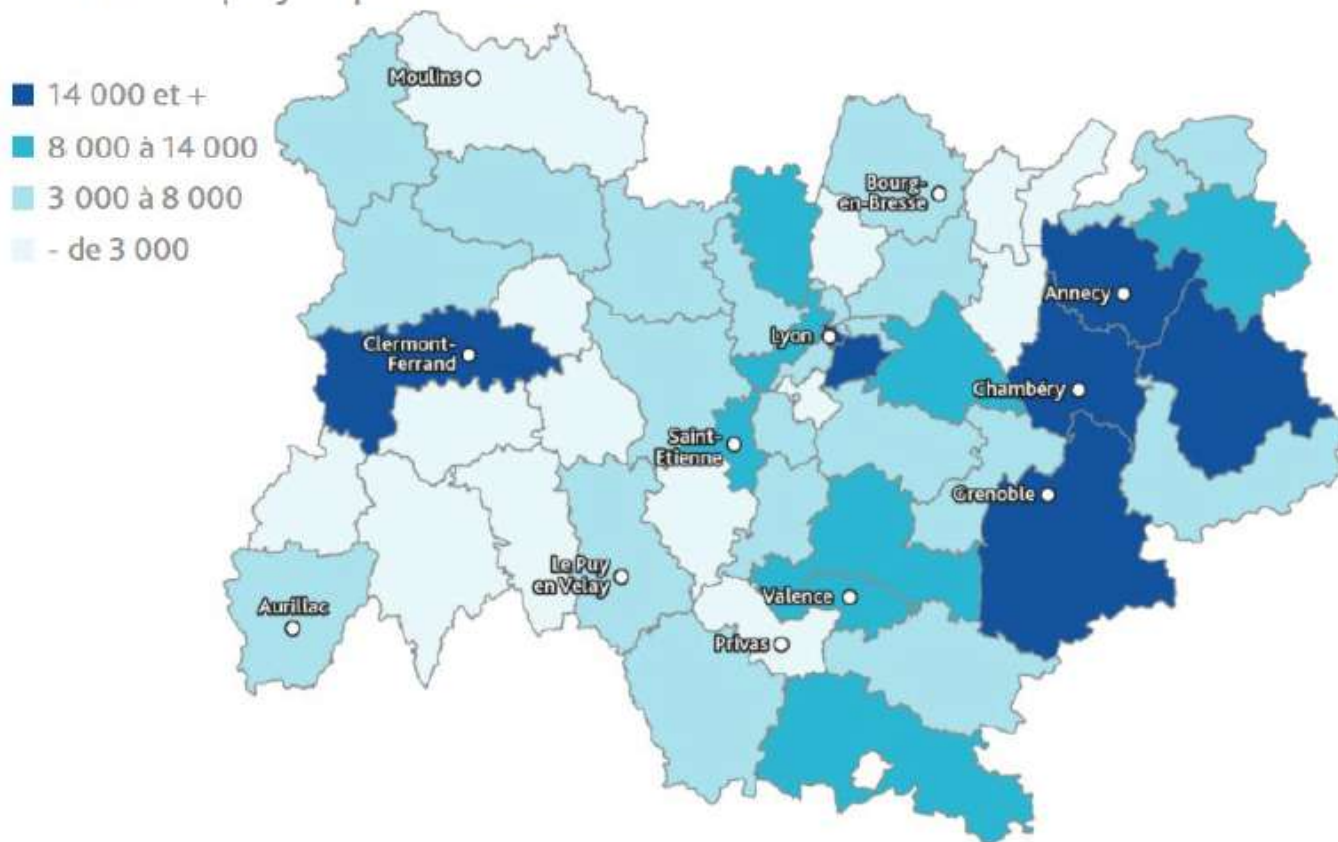 14 000 et +
8 000 à 14 000
3 000 à 8 000
- de 3 000
Moulins
Bourg-
en-Bresse
Annecy
Lyon
Clermont-
Ferrand
Chambéry
Saint-
Etienne
Grenoble
Le Puy
en Velay
Valence
Aurillac
Privas